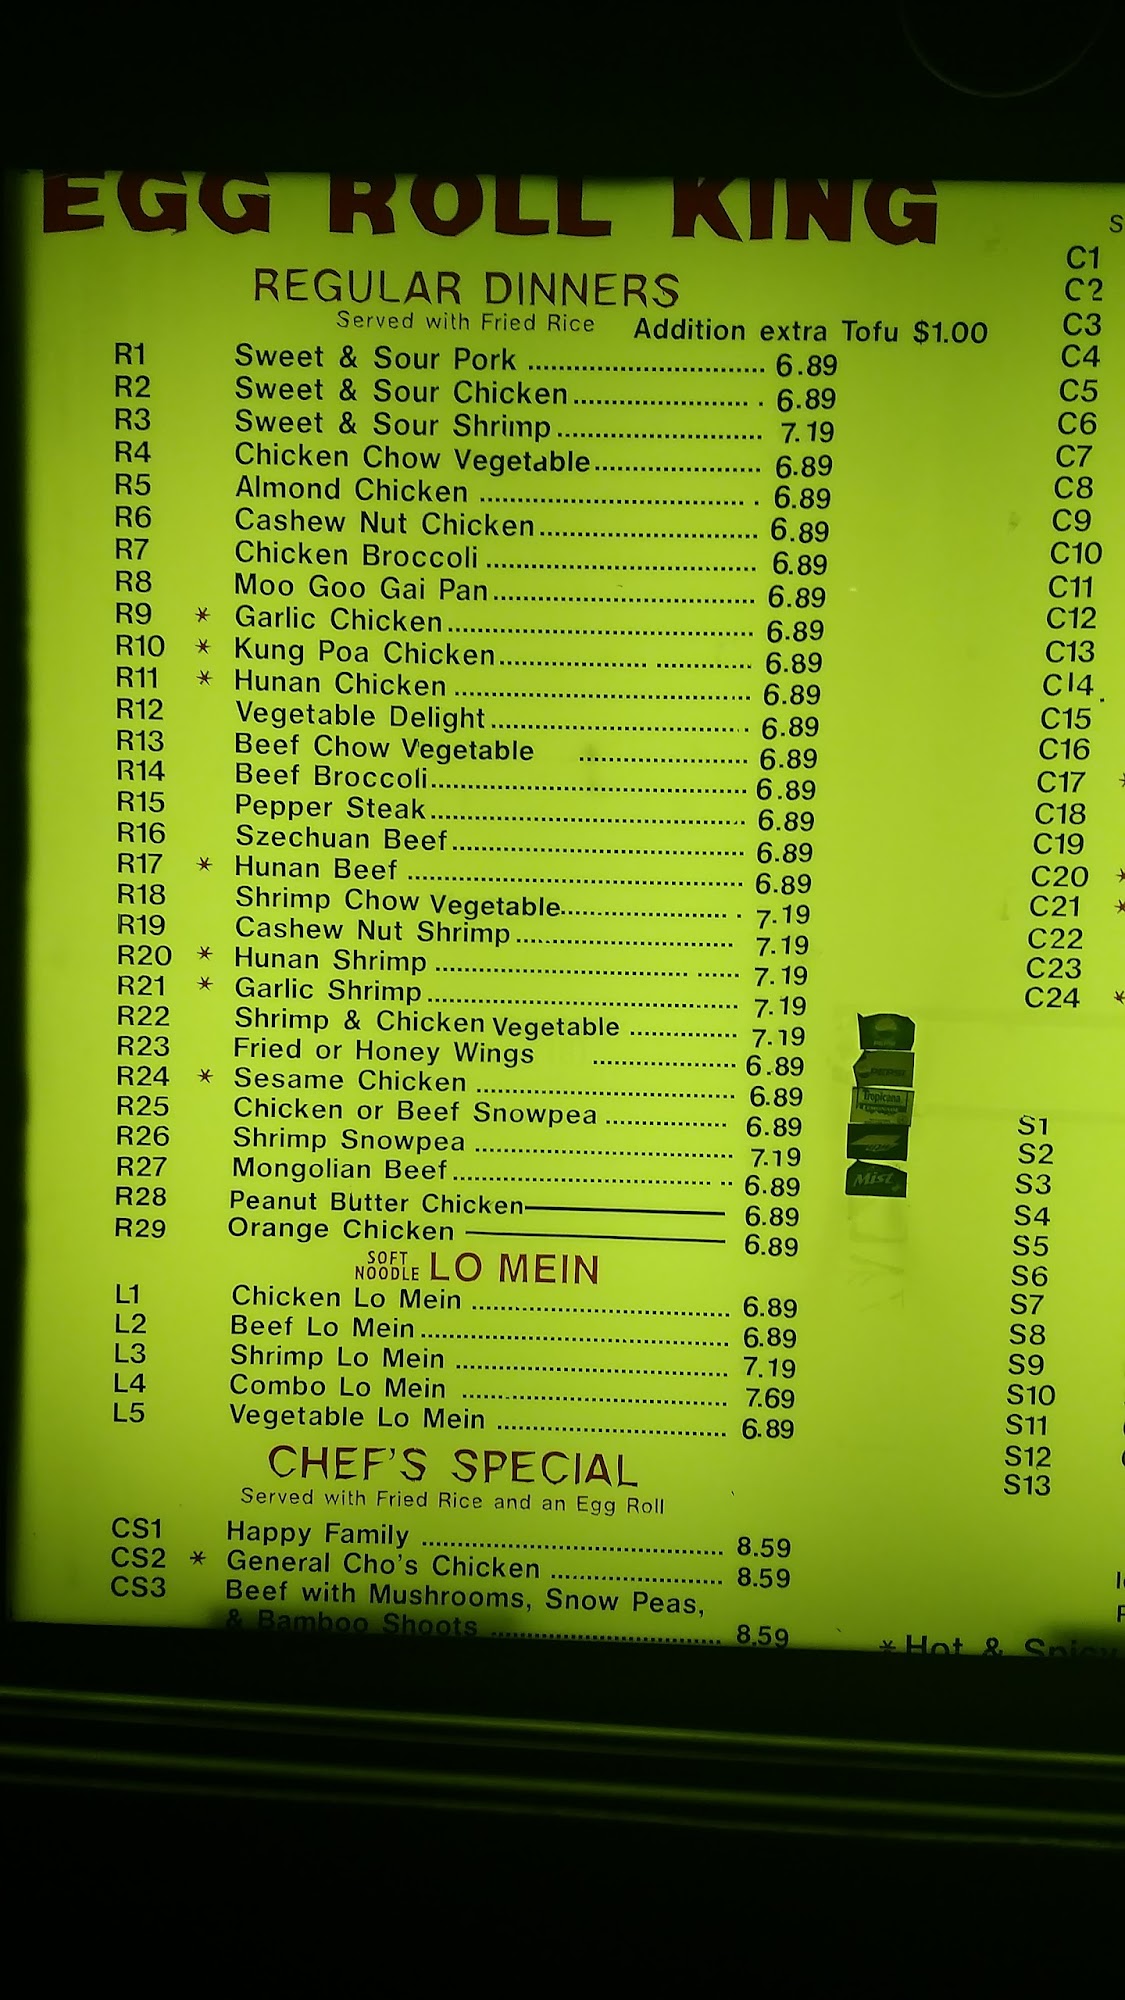 EGG ROLL KING
REGULAR DINNERS
Served with Fried Rice Addition extra Tofu $1.00
R1 Sweet & Sour Pork 6.89
R2 Sweet & Sour Chicken 6.89
R3 Sweet & Sour Shrimp 7.19
R4 Chicken Chow Vegetable 6.89
R5 Almond Chicken 6.89
R6 Cashew Nut Chicken 6.89
R7 Chicken Broccoli 6.89
R8 Moo Goo Gai Pan 6.89
R9 * Garlic Chicken 6.89
R10 * Kung Poa Chicken 6.89
R11 * Hunan Chicken 6.89
R12 Vegetable Delight 6.89
R13 Beef Chow Vegetable 6.89
R14 Beef Broccoli 6.89
R15 Pepper Steak 6.89
R16 Szechuan Beef 6.89
R17 * Hunan Beef 6.89
R18 Shrimp Chow Vegetable 7.19
R19 Cashew Nut Shrimp 7.19
R20 * Hunan Shrimp 7.19
R21 * Garlic Shrimp 7.19
R22 Shrimp & Chicken Vegetable 7.19
R23 Fried or Honey Wings 6.89
R24 * Sesame Chicken 6.89
R25 Chicken or Beef Snowpea 6.89
R26 Shrimp Snowpea 7.19
R27 Mongolian Beef 6.89
R28 Peanut Butter Chicken 6.89
R29 Orange Chicken 6.89
SOFT NOODLE LO MEIN
L1 Chicken Lo Mein 6.89
L2 Beef Lo Mein 6.89
L3 Shrimp Lo Mein 7.19
L4 Combo Lo Mein 7.69
L5 Vegetable Lo Mein 6.89
CHEF'S SPECIAL
Served with Fried Rice and an Egg Roll
CS1 Happy Family 8.59
CS2 * General Cho's Chicken 8.59
CS3 Beef with Mushrooms, Snow Peas,
& Bamboo Shoots 8.59
Tropicana
Mist
C1
C2
C3
C4
C5
C6
C7
C8
C9
C10
C11
C12
C13
C14
C15
C16
C17 *
C18
C19
C20 *
C21 *
C22
C23
C24 *
S1
S2
S3
S4
S5
S6
S7
S8
S9
S10
S11
S12
S13
* Hot & Spicy